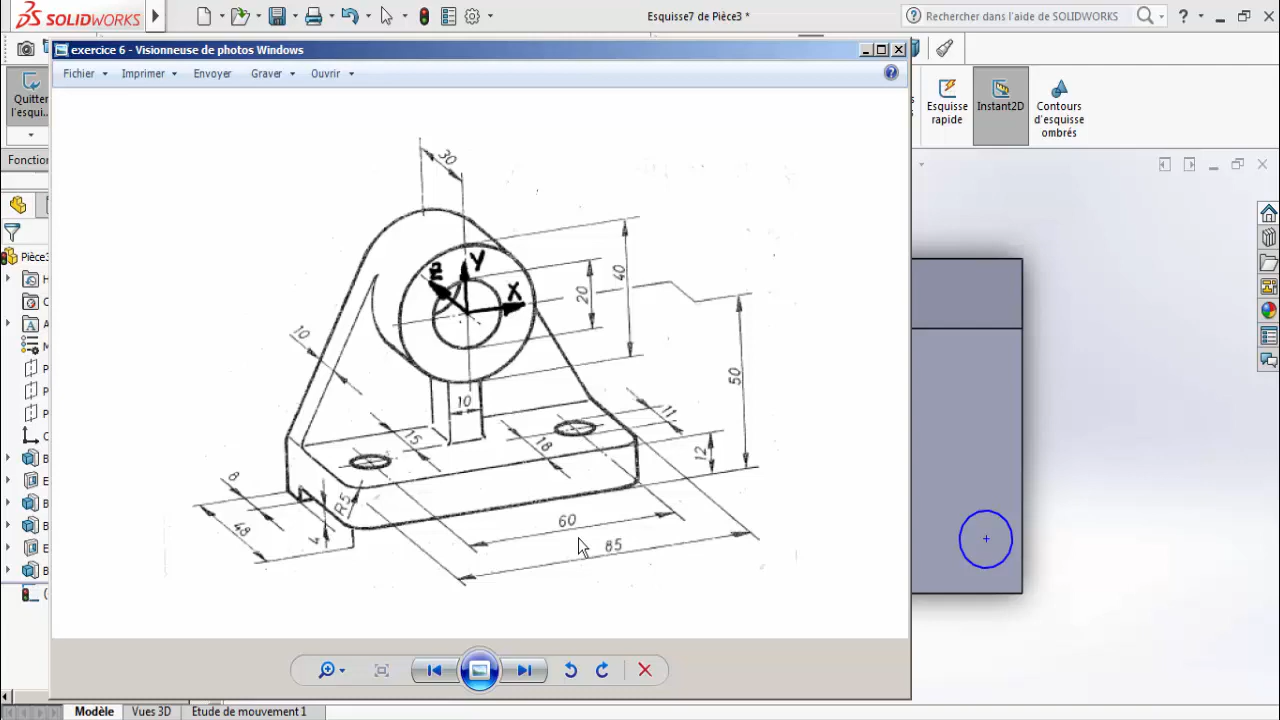 SOLIDWORKS
Esquisse7 de Pièce3 *
Rechercher dans l'aide de SOLIDWORKS
?
exercice 6 - Visionneuse de photos Windows
Fichier
Imprimer
Envoyer
Graver
Ouvrir
Quitter
l'esqui...
Esquisse
rapide
Instant2D
Contours
d'esquisse
ombrés
Fonction
Pièce3
30
Y
Z
X
40
20
10
50
10
11
15
18
12
8
R5
48
4
60
85
Modèle
Vues 3D
Etude de mouvement 1